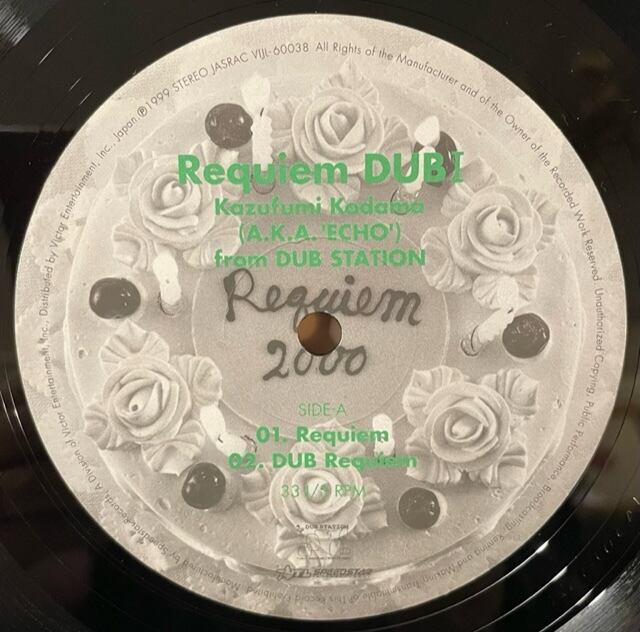 Requiem DUB I
Kazufumi Kodama
(A.K.A. 'ECHO')
from DUB STATION
Requiem
2000
SIDE-A
01. Requiem
02. DUB Requiem
33 1/3 RPM
DUB STATION
SPEEDSTAR
℗1999 STEREO JASRAC VIJL-60038 All Rights of the Manufacturer and of the Owner of the Recorded Work Reserved. Unauthorized Copying, Public Performance, Broadcasting, Renting and
Records, A Division of Victor Entertainment, Inc., Distributed by Victor Entertainment, Inc., Japan